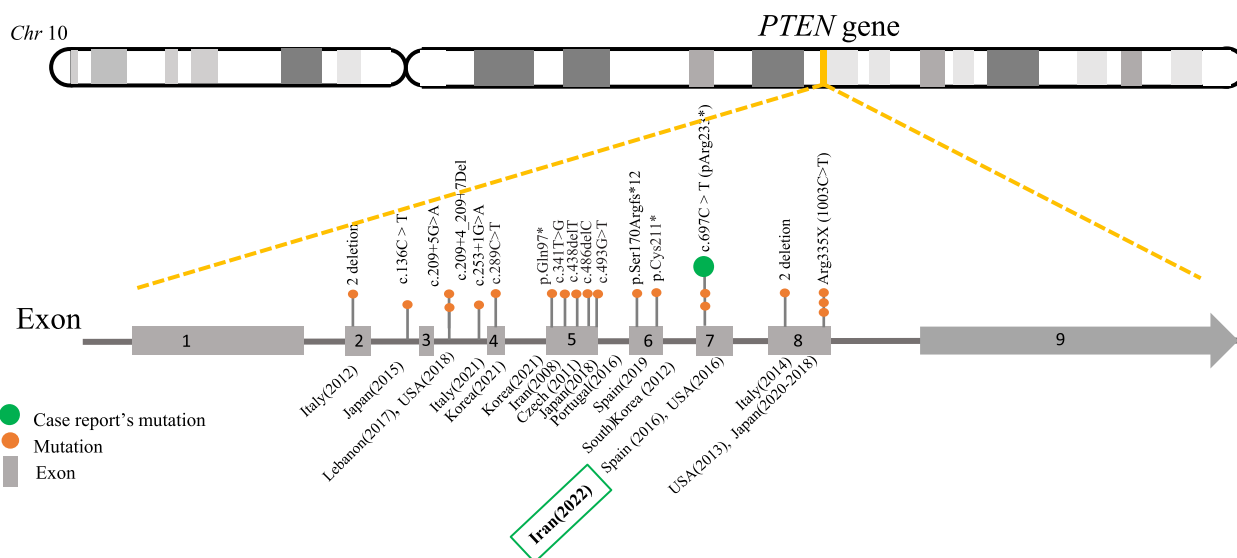 Chr 10
PTEN gene
2 deletion
c.136C > T
c.209+5G>A
c.209+4_209+7Del
c.253+1G>A
c.289C>T
p.Gln97*
c.341T>G
c.438delT
c.486delC
c.493G>T
p.Ser170Argfs*12
p.Cys211*
c.697C > T (pArg233*)
2 deletion
Arg335X (1003C>T)
Exon
1
2
3
4
5
6
7
8
9
Italy(2012)
Japan(2015)
Lebanon(2017), USA(2018)
Italy(2021)
Korea(2021)
Korea(2021)
Iran(2008)
Czech (2011)
Japan(2018)
Portugal(2016)
Spain(2019
SouthKorea (2012)
Spain (2016), USA(2016)
Iran(2022)
Italy(2014)
USA(2013), Japan(2020-2018)
Case report's mutation
Mutation
Exon